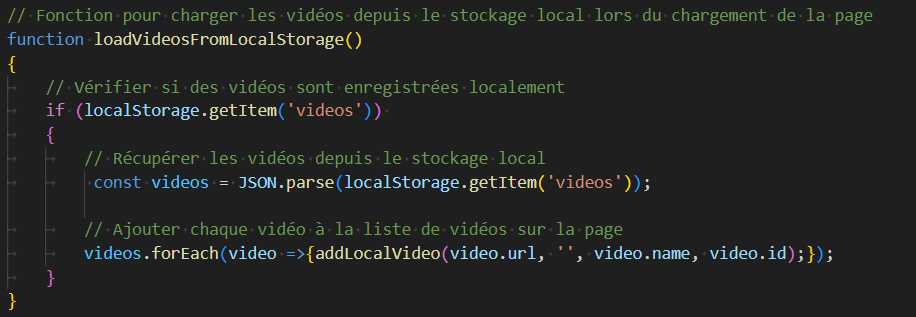 // Fonction pour charger les vidéos depuis le stockage local lors du chargement de la page
function loadVideosFromLocalStorage()
{
    // Vérifier si des vidéos sont enregistrées localement
    if (localStorage.getItem('videos'))
    {
        // Récupérer les vidéos depuis le stockage local
         const videos = JSON.parse(localStorage.getItem('videos'));

        // Ajouter chaque vidéo à la liste de vidéos sur la page
        videos.forEach(video =>{addLocalVideo(video.url, '', video.name, video.id);});
    }
}